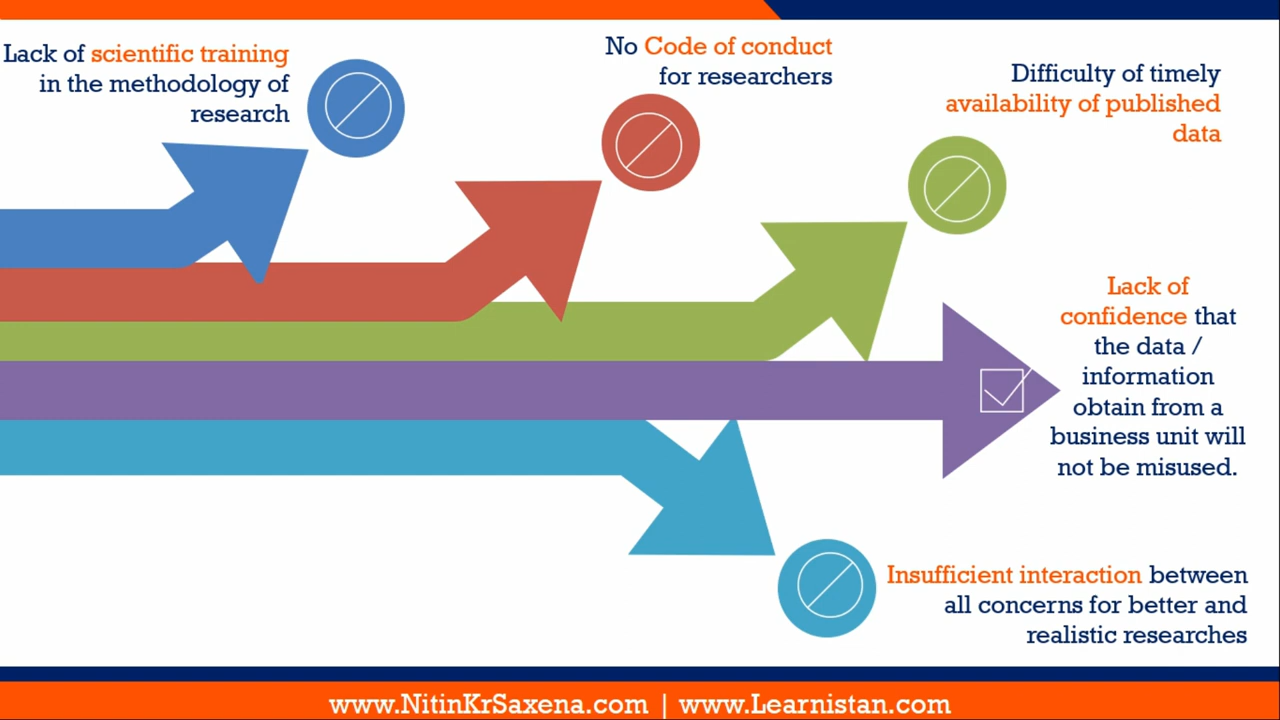 Lack of scientific training
in the methodology of
research
No Code of conduct
for researchers
Difficulty of timely
availability of published
data
Lack of
confidence that
the data /
information
obtain from a
business unit will
not be misused.
Insufficient interaction between
all concerns for better and
realistic researches
www.NitinKrSaxena.com | www.Learnistan.com